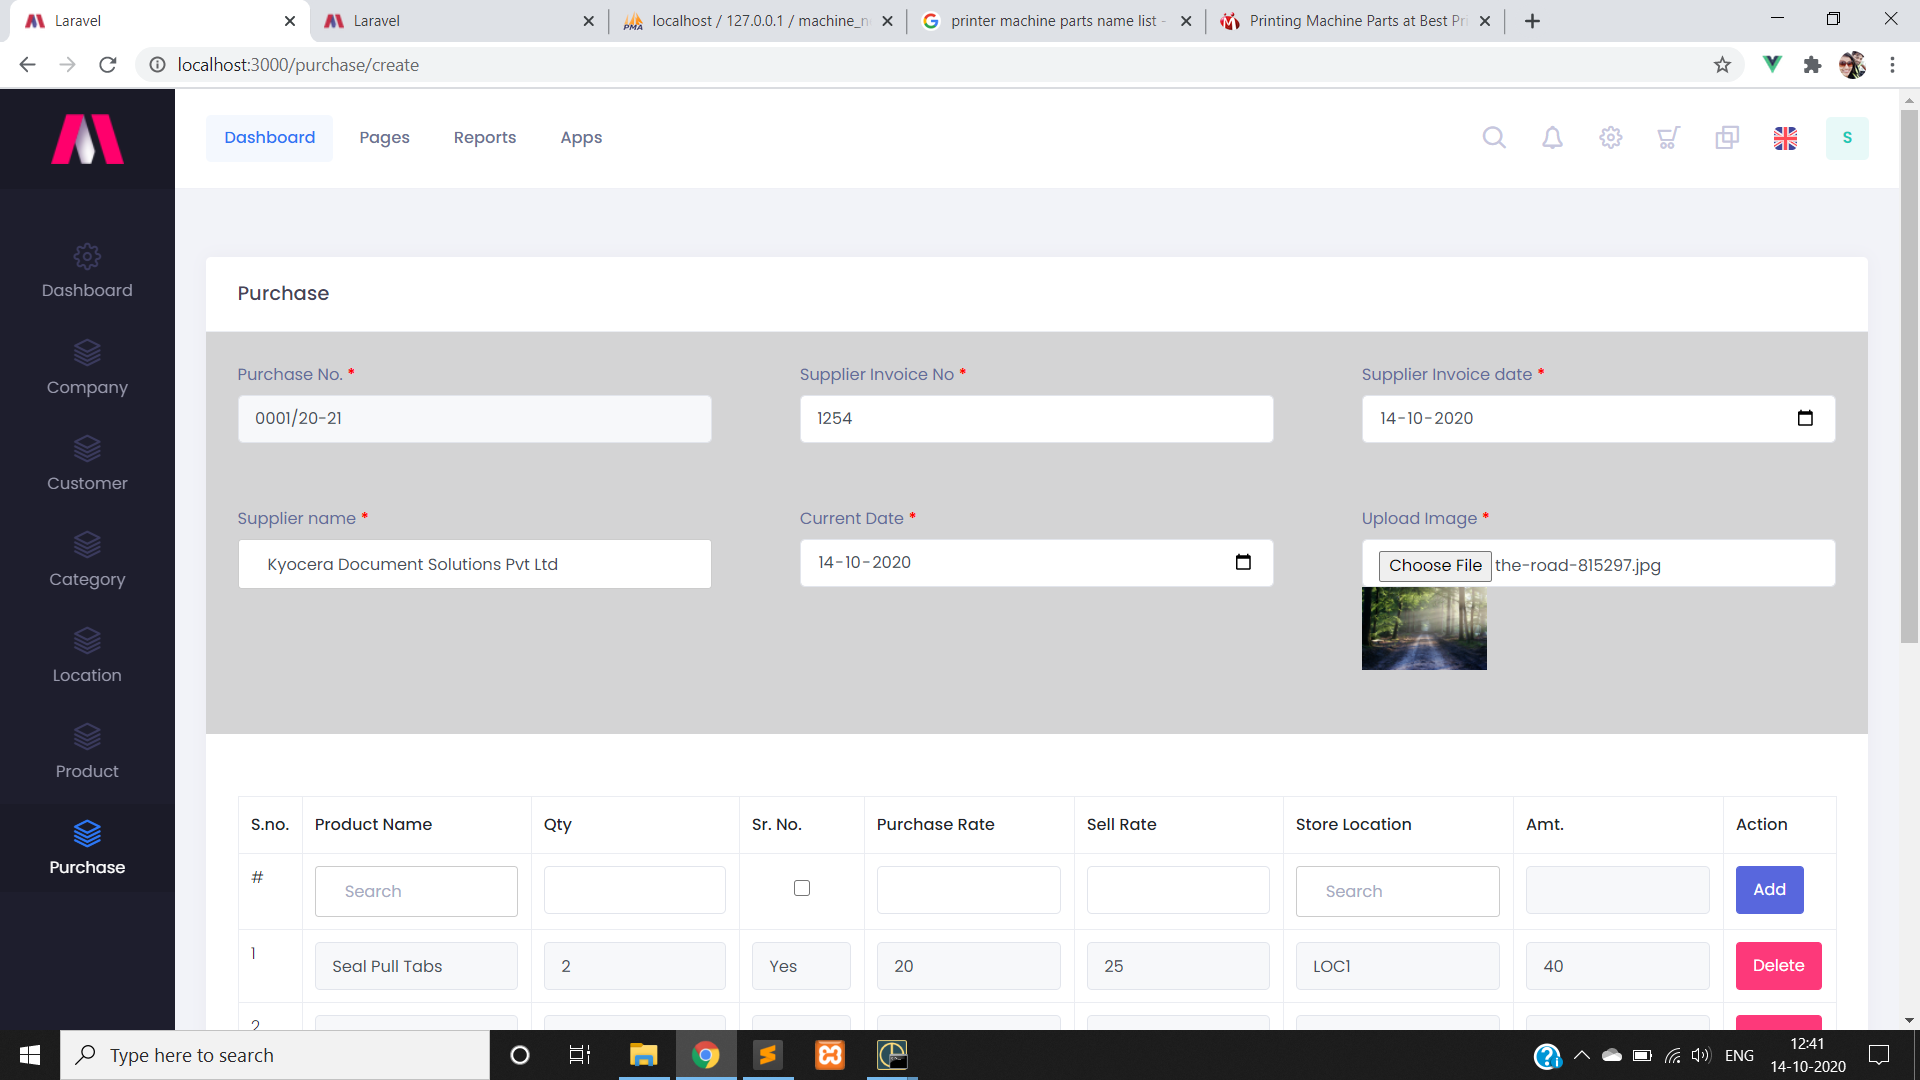 Laravel
Laravel
localhost / 127.0.0.1 / machine_n
printer machine parts name list -
Printing Machine Parts at Best Pri
localhost:3000/purchase/create
Dashboard Pages Reports Apps
S
Dashboard
Company
Customer
Category
Location
Product
Purchase
Purchase
Purchase No. *
Supplier Invoice No *
Supplier Invoice date *
0001/20-21
1254
14-10-2020
Supplier name *
Current Date *
Upload Image *
Kyocera Document Solutions Pvt Ltd
14-10-2020
Choose File the-road-815297.jpg
S.no. Product Name Qty Sr. No. Purchase Rate Sell Rate Store Location Amt. Action
# Search Search Add
1 Seal Pull Tabs 2 Yes 20 25 LOC1 40 Delete
2
Type here to search
ENG
12:41
14-10-2020